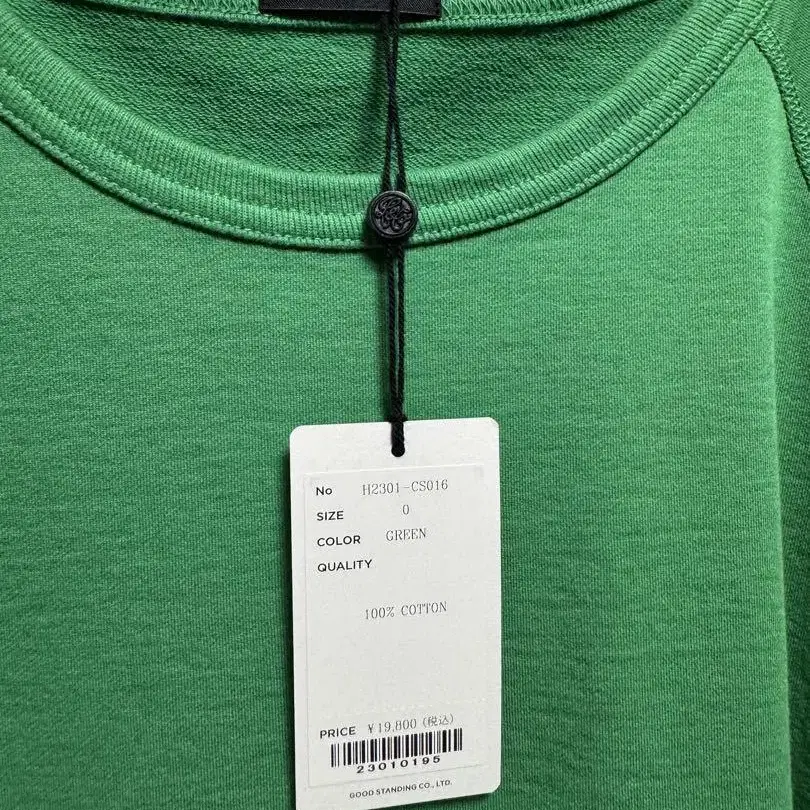 No H2301-CS016
SIZE 0
COLOR GREEN
QUALITY
100% COTTON
PRICE ¥19,800(税込)
23010195
GOOD STANDING CO., LTD.